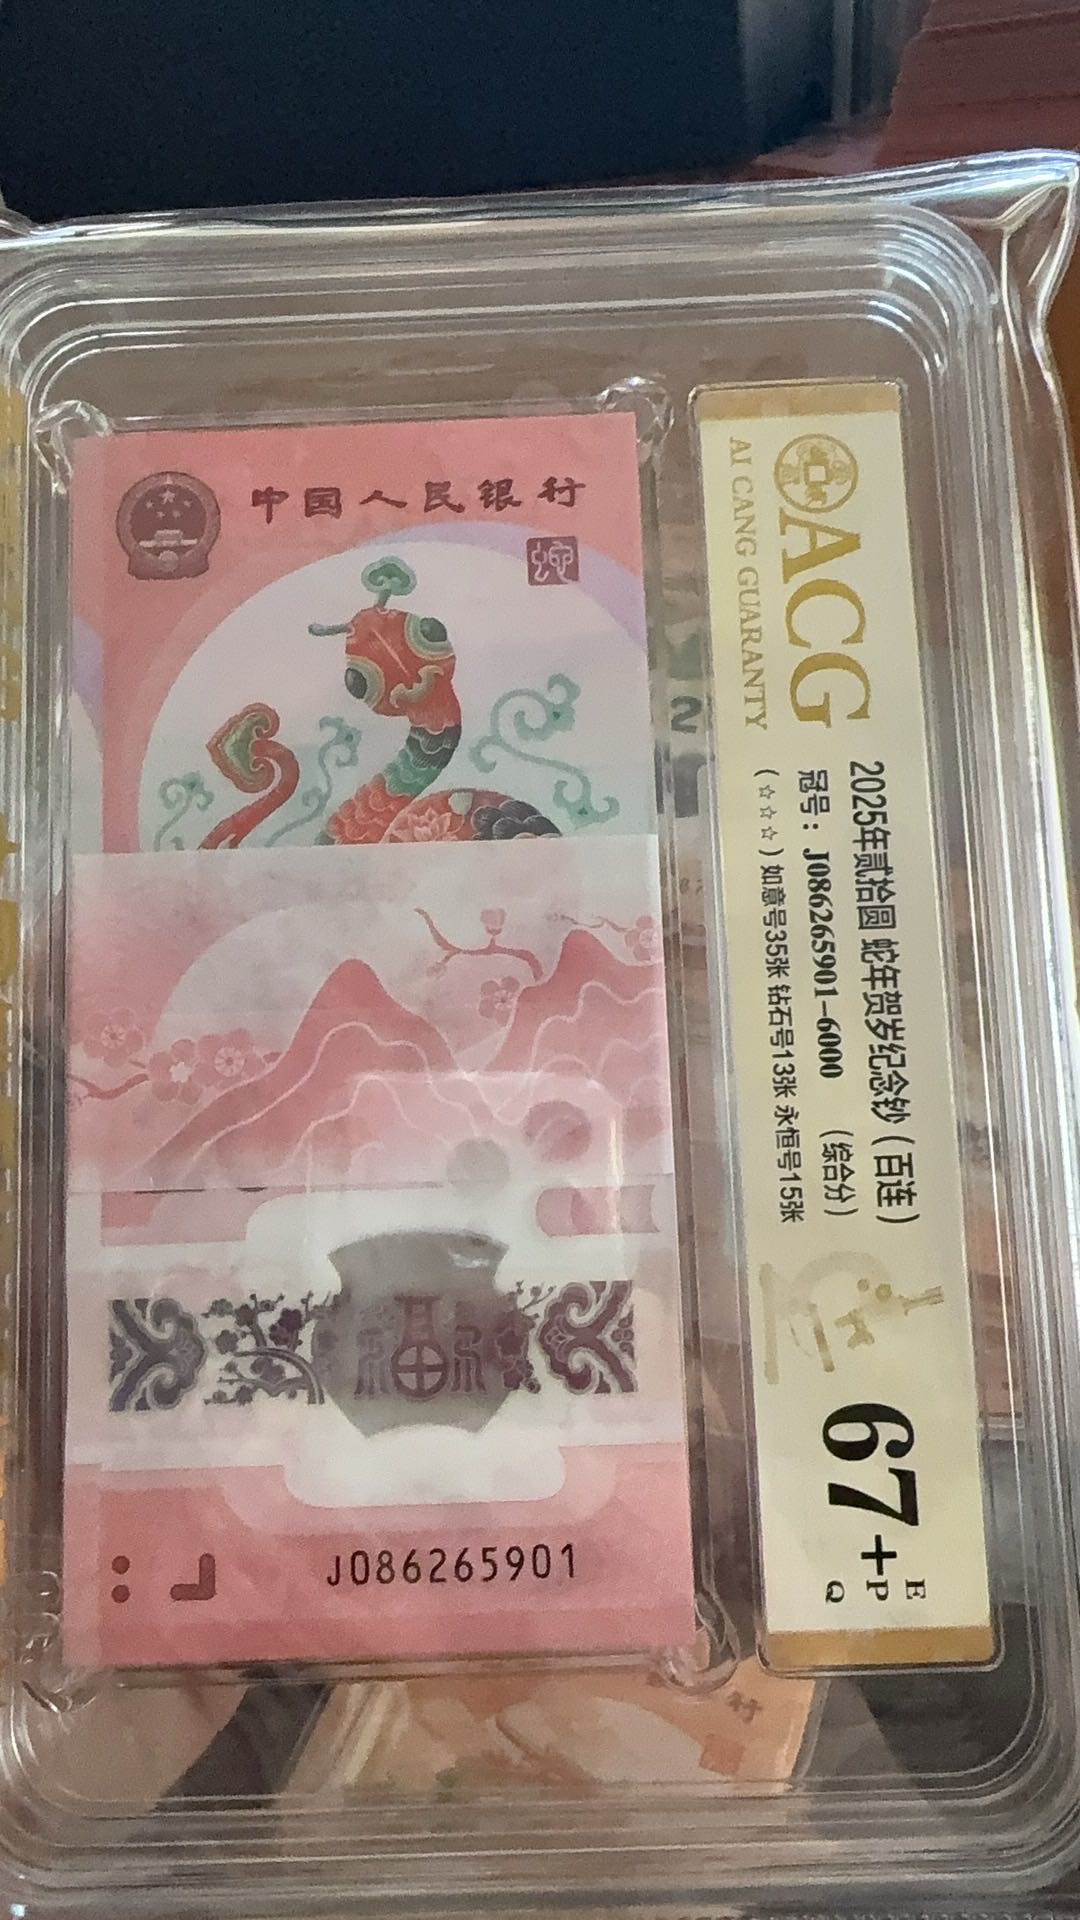 中国人民银行
蛇
福
J086265901
ACG
AI CANG GUARANTY
2025年贰拾圆 蛇年贺岁纪念钞（百连）
冠号：J086265901-6000 （综合分）
（☆☆☆）如意号35张 钻石号13张 永恒号15张
67+
E
P
Q